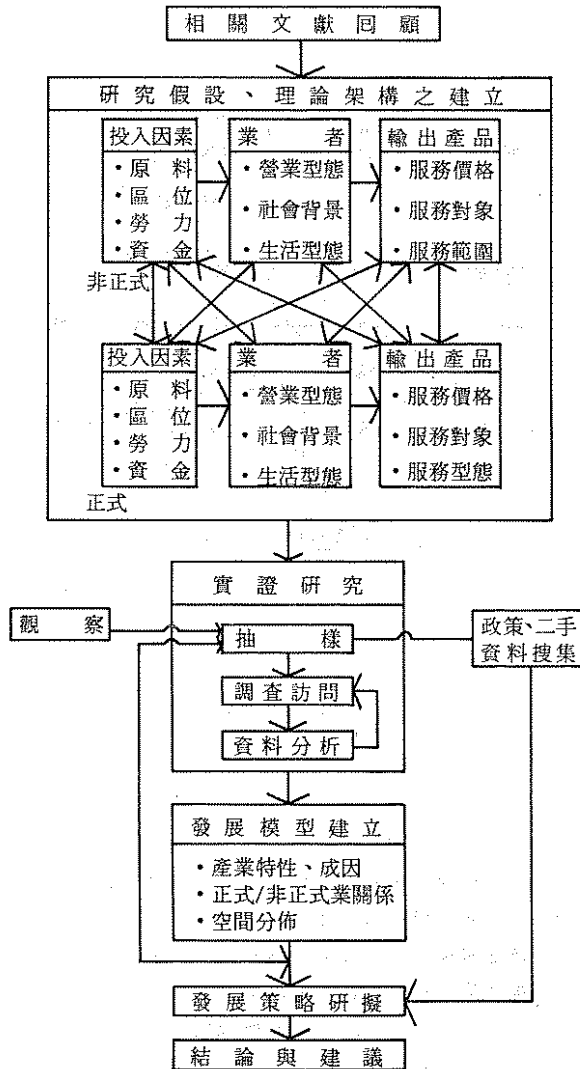 相關文獻回顧
研究假設、理論架構之建立
投入因素
・原料
・區位
・勞力
・資金
業者
・營業型態
・社會背景
・生活型態
輸出產品
・服務價格
・服務對象
・服務範圍
非正式
投入因素
・原料
・區位
・勞力
・資金
業者
・營業型態
・社會背景
・生活型態
輸出產品
・服務價格
・服務對象
・服務型態
正式
實證研究
觀察
抽樣
政策、二手
資料搜集
調查訪問
資料分析
發展模型建立
・產業特性、成因
・正式/非正式業關係
・空間分佈
發展策略研擬
結論與建議